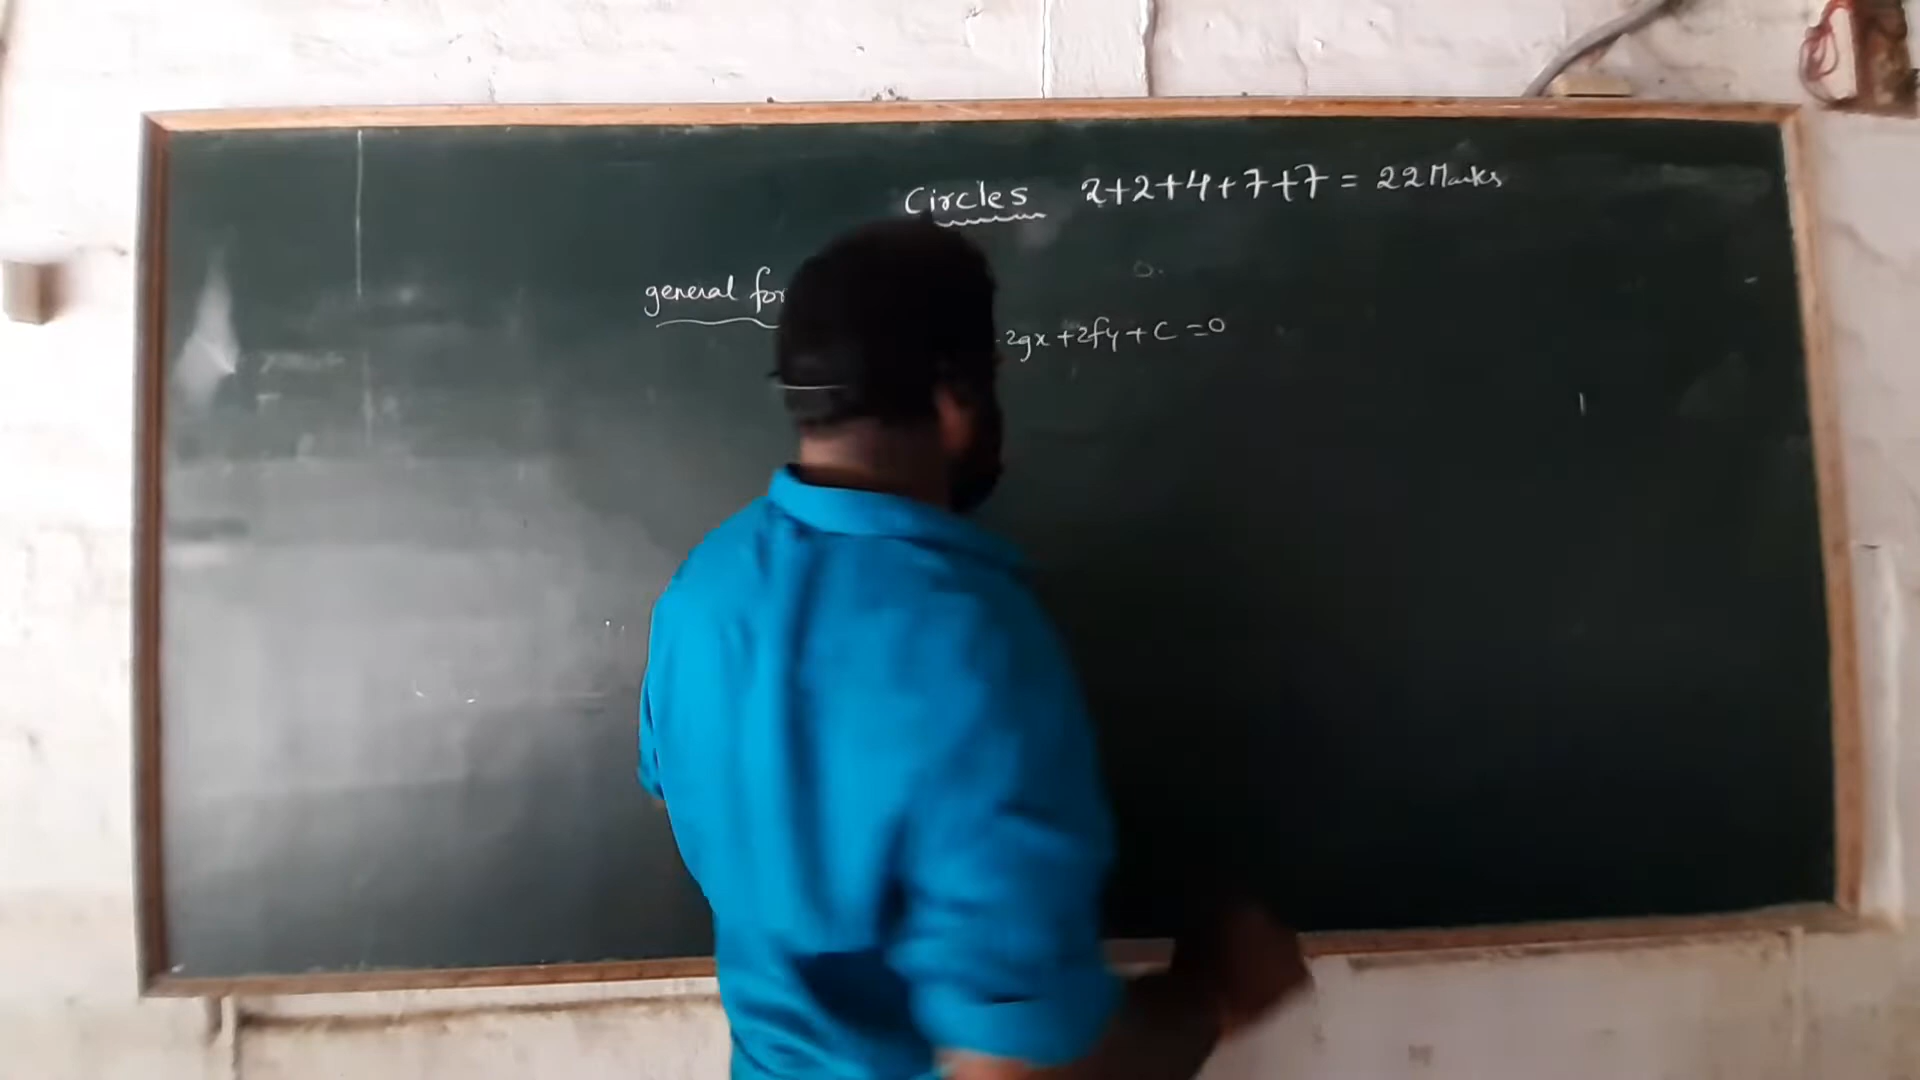 Circles 2+2+4+7+7 = 22 Marks
general for
2gx +2fy + c =0